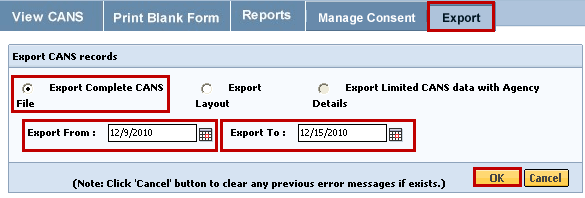 View CANS Print Blank Form Reports Manage Consent Export
Export CANS records
Export Complete CANS Export Export Limited CANS data with Agency
File Layout Details
Export From : 12/9/2010 Export To : 12/15/2010
OK Cancel
(Note: Click 'Cancel' button to clear any previous error messages if exists.)